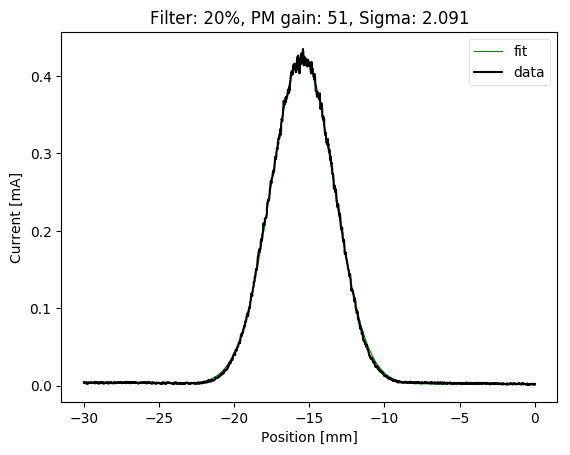 Filter: 20%, PM gain: 51, Sigma: 2.091
fit
data
Current [mA]
0.4
0.3
0.2
0.1
0.0
−30
−25
−20
−15
−10
−5
0
Position [mm]